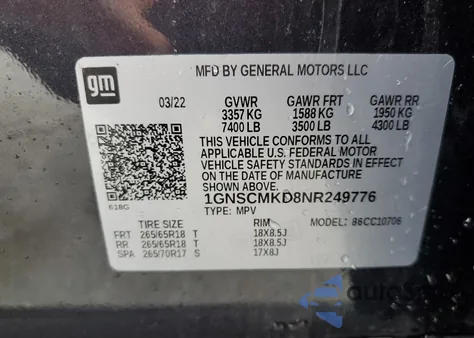 gm
MFD BY GENERAL MOTORS LLC
03/22 GVWR GAWR FRT GAWR RR
3357 KG 1588 KG 1950 KG
7400 LB 3500 LB 4300 LB
THIS VEHICLE CONFORMS TO ALL
APPLICABLE U.S. FEDERAL MOTOR
VEHICLE SAFETY STANDARDS IN EFFECT
ON THE DATE OF MANUFACTURE
SHOWN ABOVE.
1GNSCMKD8NR249776
618G TYPE: MPV MODEL: 86CC10706
TIRE SIZE RIM
FRT 265/65R18 T 18X8.5J
RR 265/65R18 T 18X8.5J
SPA 265/70R17 S 17X8J